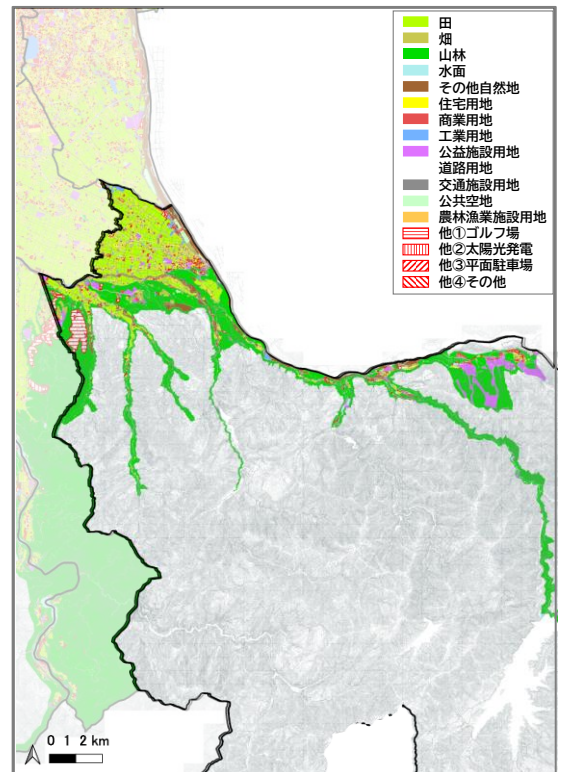 田
畑
山林
水面
その他自然地
住宅用地
商業用地
工業用地
公益施設用地
道路用地
交通施設用地
公共空地
農林漁業施設用地
他①ゴルフ場
他②太陽光発電
他③平面駐車場
他④その他
0 1 2 km